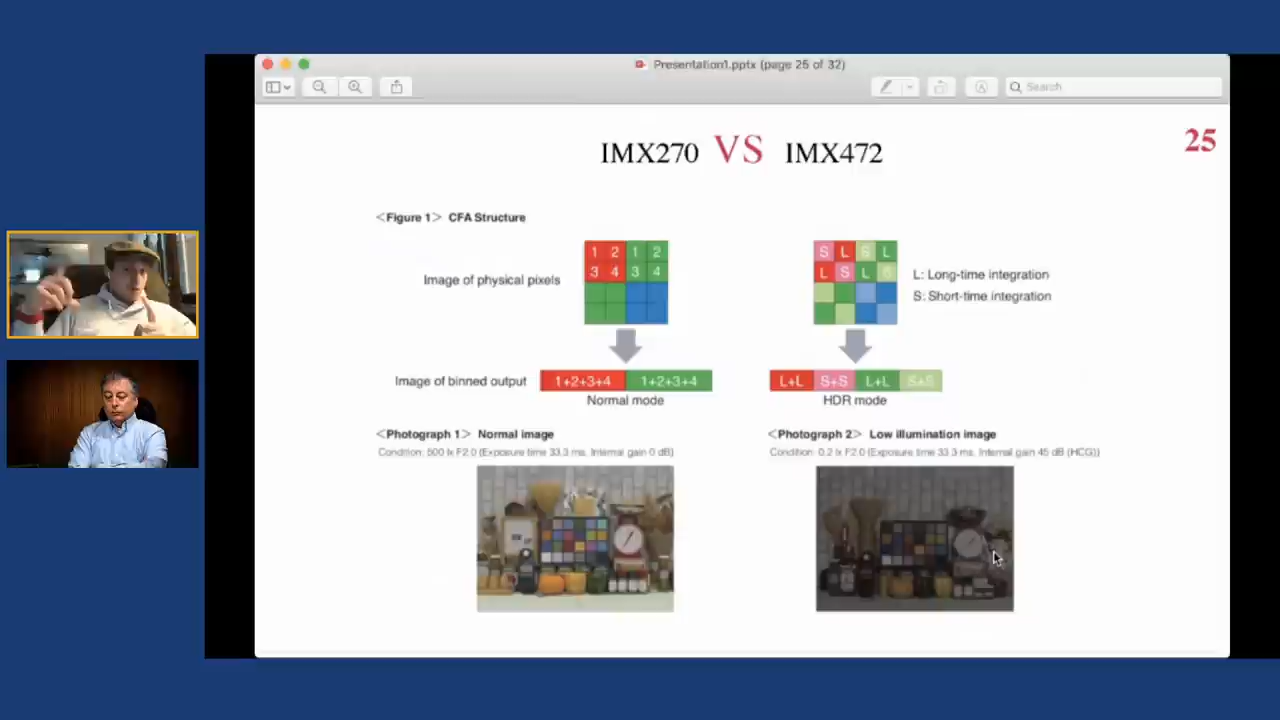 Presentation1.pptx (page 25 of 32)
Search
25
IMX270 VS IMX472
<Figure 1> CFA Structure
Image of physical pixels
1 2 1 2
3 4 3 4
S L S L
L S L S
L: Long-time integration
S: Short-time integration
Image of binned output
1+2+3+4 1+2+3+4
L+L S+S L+L S+S
Normal mode
HDR mode
<Photograph 1> Normal image
<Photograph 2> Low illumination image
Condition: 500 lx F2.0 (Exposure time 33.3 ms, Internal gain 0 dB)
Condition: 0.2 lx F2.0 (Exposure time 33.3 ms, Internal gain 45 dB (HCG))